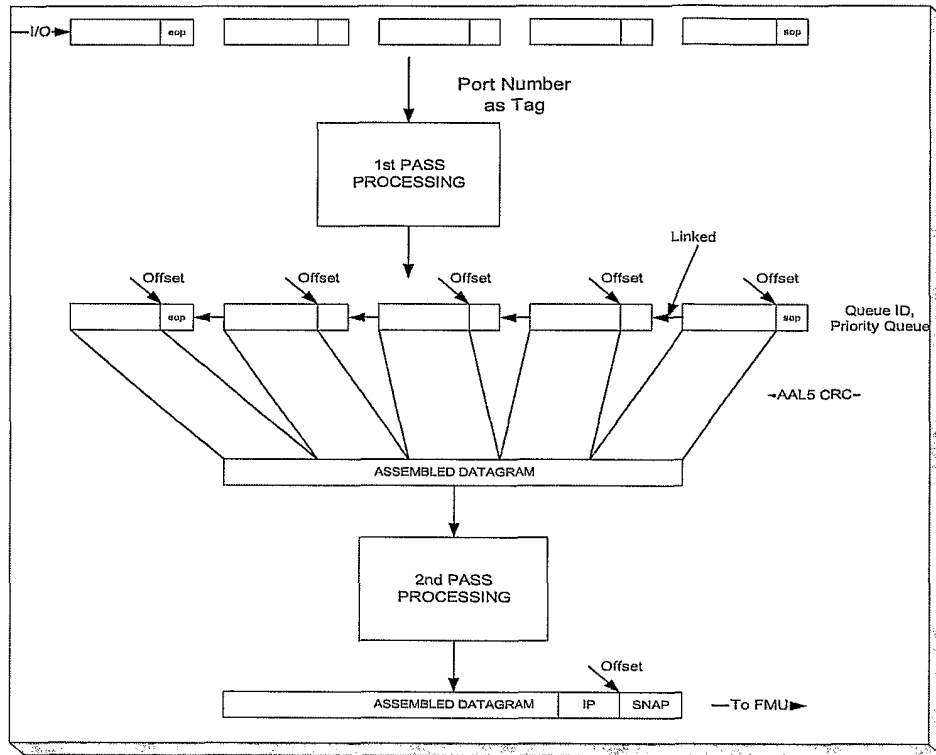 I/O
eop
sop
Port Number
as Tag
1st PASS
PROCESSING
Linked
Offset
Offset
Offset
Offset
Offset
eop
sop
Queue ID,
Priority Queue
AAL5 CRC
ASSEMBLED DATAGRAM
2nd PASS
PROCESSING
Offset
ASSEMBLED DATAGRAM
IP
SNAP
To FMU